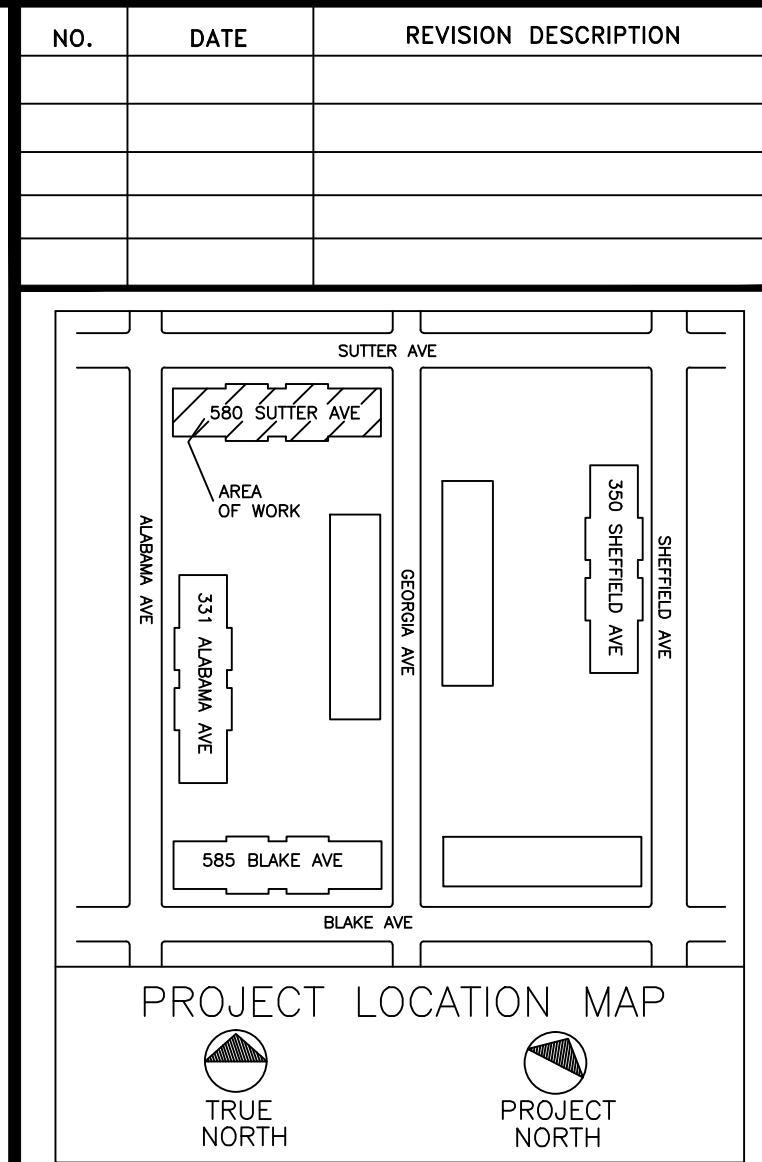 NO. DATE REVISION DESCRIPTION
SUTTER AVE
580 SUTTER AVE
AREA
OF WORK
ALABAMA AVE
331 ALABAMA AVE
GEORGIA AVE
350 SHEFFIELD AVE
SHEFFIELD AVE
585 BLAKE AVE
BLAKE AVE
PROJECT LOCATION MAP
TRUE
NORTH
PROJECT
NORTH